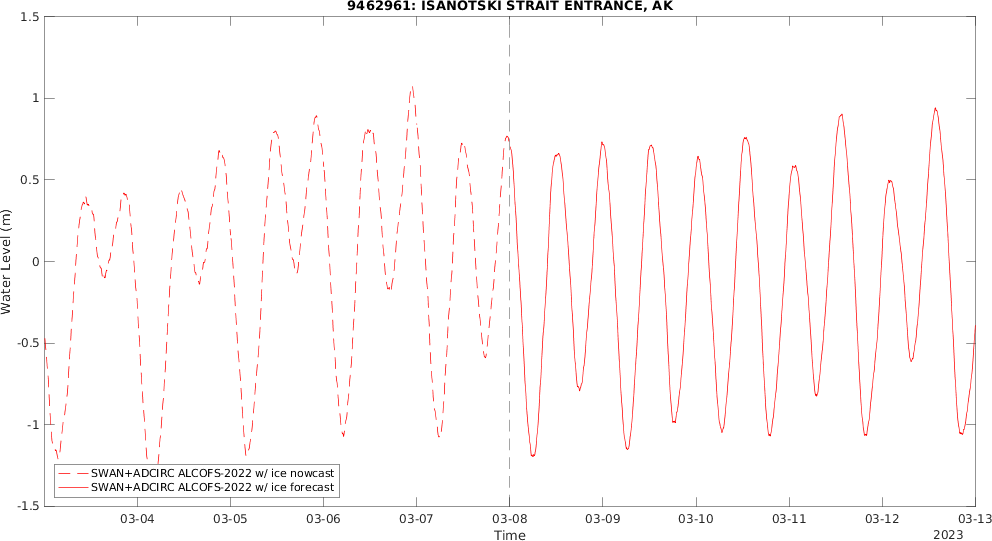 9462961: ISANOTSKI STRAIT ENTRANCE, AK
1.5
1
0.5
0
-0.5
-1
-1.5
Water Level (m)
SWAN+ADCIRC ALCOFS-2022 w/ ice nowcast
SWAN+ADCIRC ALCOFS-2022 w/ ice forecast
03-04 03-05 03-06 03-07 03-08 03-09 03-10 03-11 03-12 03-13
Time
2023